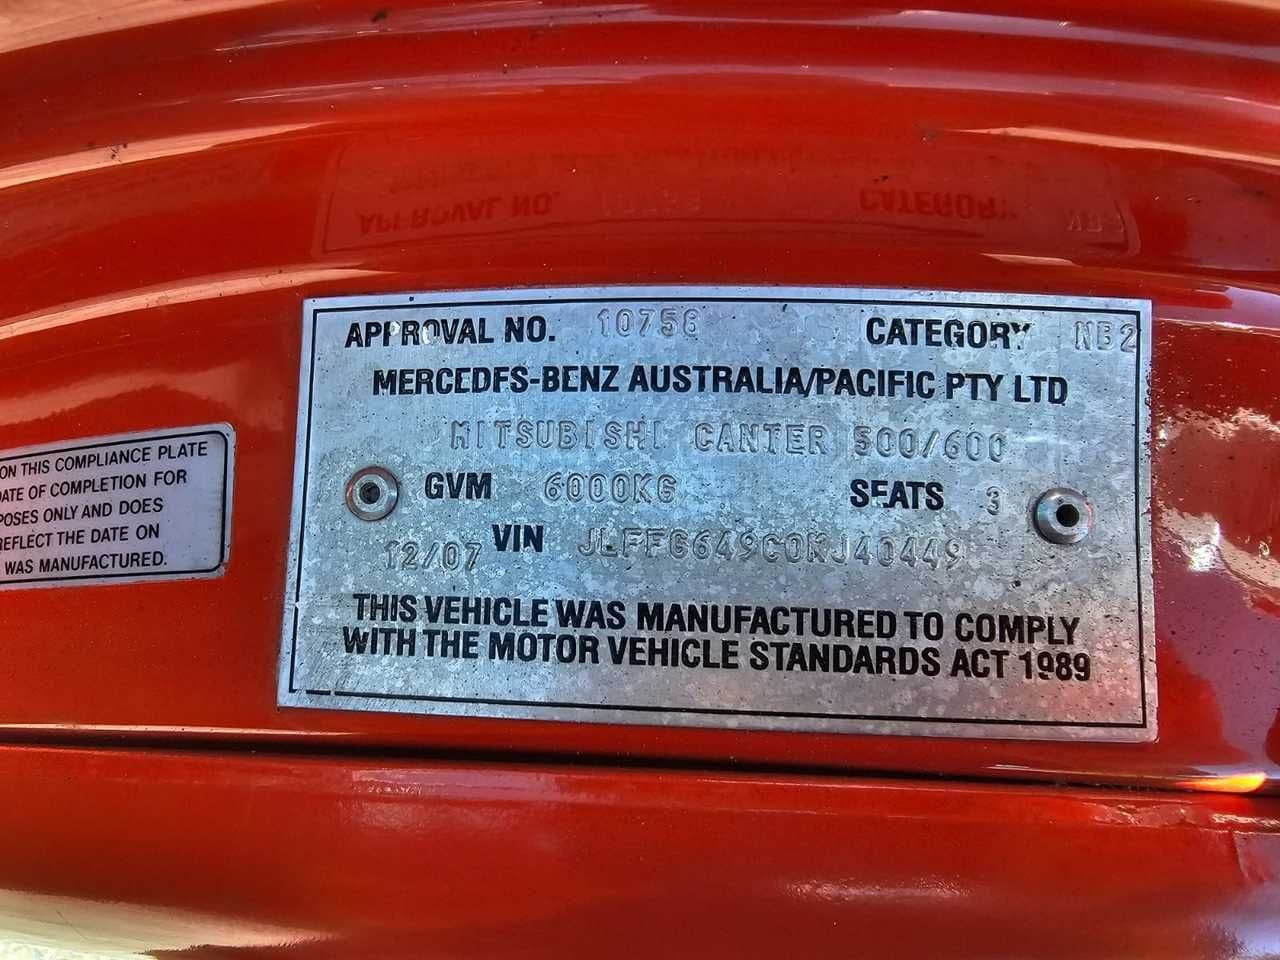 APPROVAL NO. 10758 CATEGORY NB2
MERCEDES-BENZ AUSTRALIA/PACIFIC PTY LTD
MITSUBISHI CANTER 500/600
GVM 6000KG SEATS 3
12/07 VIN JLFFG649C0KJ40449
THIS VEHICLE WAS MANUFACTURED TO COMPLY
WITH THE MOTOR VEHICLE STANDARDS ACT 1989
ON THIS COMPLIANCE PLATE
DATE OF COMPLETION FOR
POSES ONLY AND DOES
REFLECT THE DATE ON
WAS MANUFACTURED.